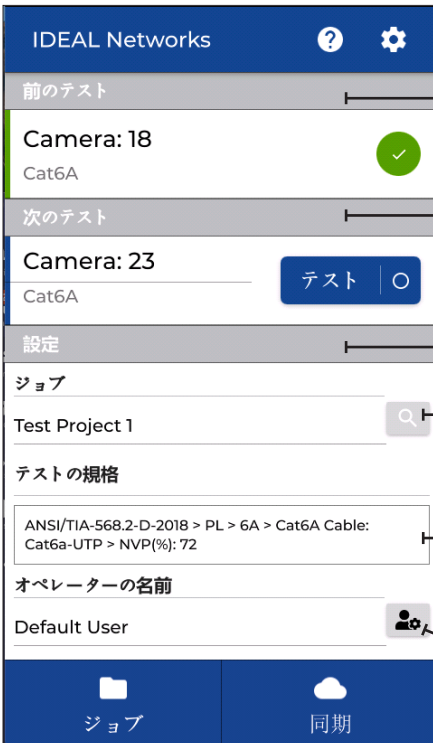 IDEAL Networks
前のテスト
Camera: 18
Cat6A
次のテスト
Camera: 23
Cat6A
テスト
設定
ジョブ
Test Project 1
テストの規格
ANSI/TIA-568.2-D-2018 > PL > 6A > Cat6A Cable:
Cat6a-UTP > NVP(%): 72
オペレーターの名前
Default User
ジョブ
同期